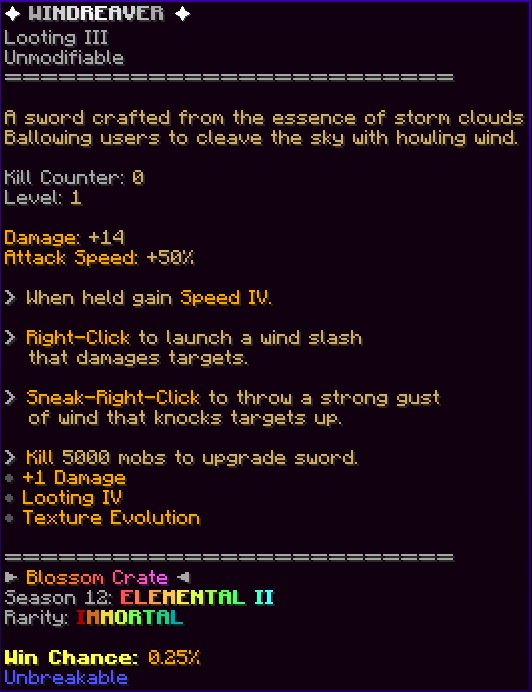 ✦ WINDREAVER ✦
Looting III
Unmodifiable
============================
A sword crafted from the essence of storm clouds
Ballowing users to cleave the sky with howling wind.
Kill Counter: 0
Level: 1
Damage: +14
Attack Speed: +50%
> When held gain Speed IV.
> Right-Click to launch a wind slash
that damages targets.
> Sneak-Right-Click to throw a strong gust
of wind that knocks targets up.
> Kill 5000 mobs to upgrade sword.
• +1 Damage
• Looting IV
• Texture Evolution
============================
► Blossom Crate ◄
Season 12: ELEMENTAL II
Rarity: IMMORTAL
Win Chance: 0.25%
Unbreakable